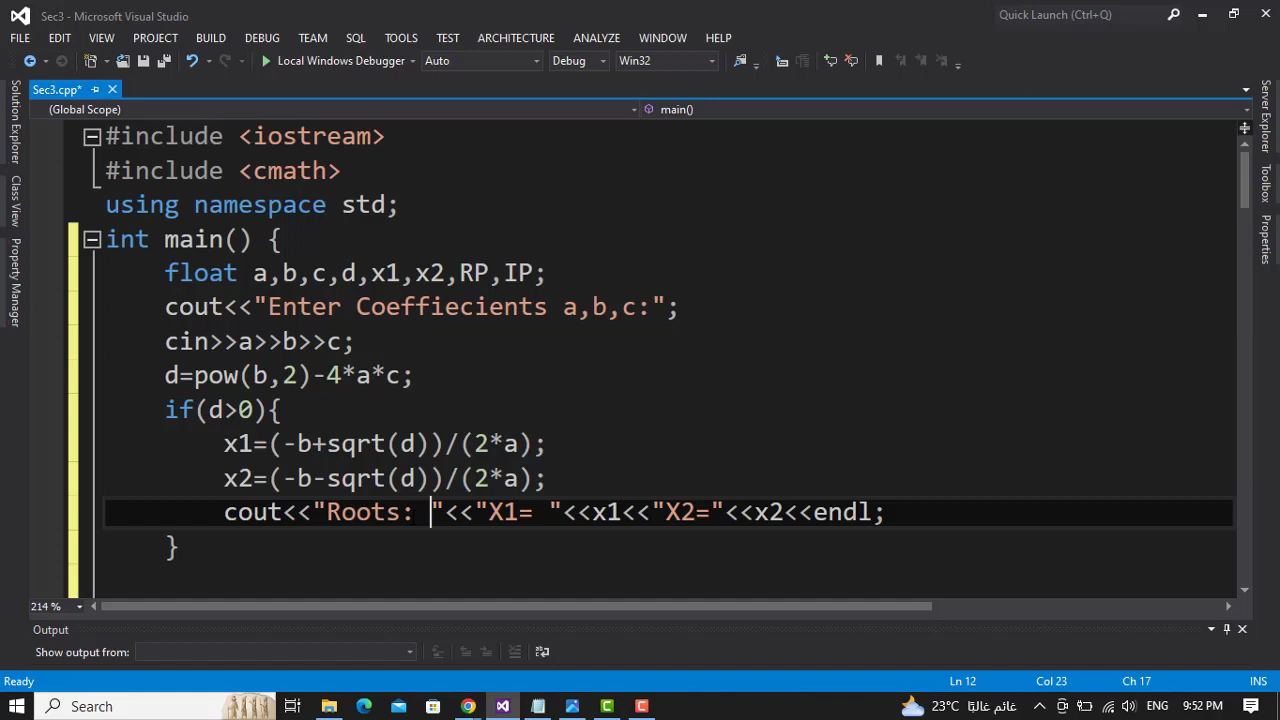 Sec3 - Microsoft Visual Studio
Quick Launch (Ctrl+Q)
FILE EDIT VIEW PROJECT BUILD DEBUG TEAM SQL TOOLS TEST ARCHITECTURE ANALYZE WINDOW HELP
Local Windows Debugger Auto Debug Win32
Sec3.cpp*
(Global Scope) main()
Solution Explorer
Class View
Property Manager
Server Explorer
Toolbox
Properties
#include <iostream>
#include <cmath>
using namespace std;
int main() {
float a,b,c,d,x1,x2,RP,IP;
cout<<"Enter Coeffiecients a,b,c:";
cin>>a>>b>>c;
d=pow(b,2)-4*a*c;
if(d>0){
x1=(-b+sqrt(d))/(2*a);
x2=(-b-sqrt(d))/(2*a);
cout<<"Roots: "<<"X1= "<<x1<<"X2="<<x2<<endl;
}
214 %
Output
Show output from:
Ready Ln 12 Col 23 Ch 17 INS
Search 23°C غائم غالبًا ENG 9:52 PM